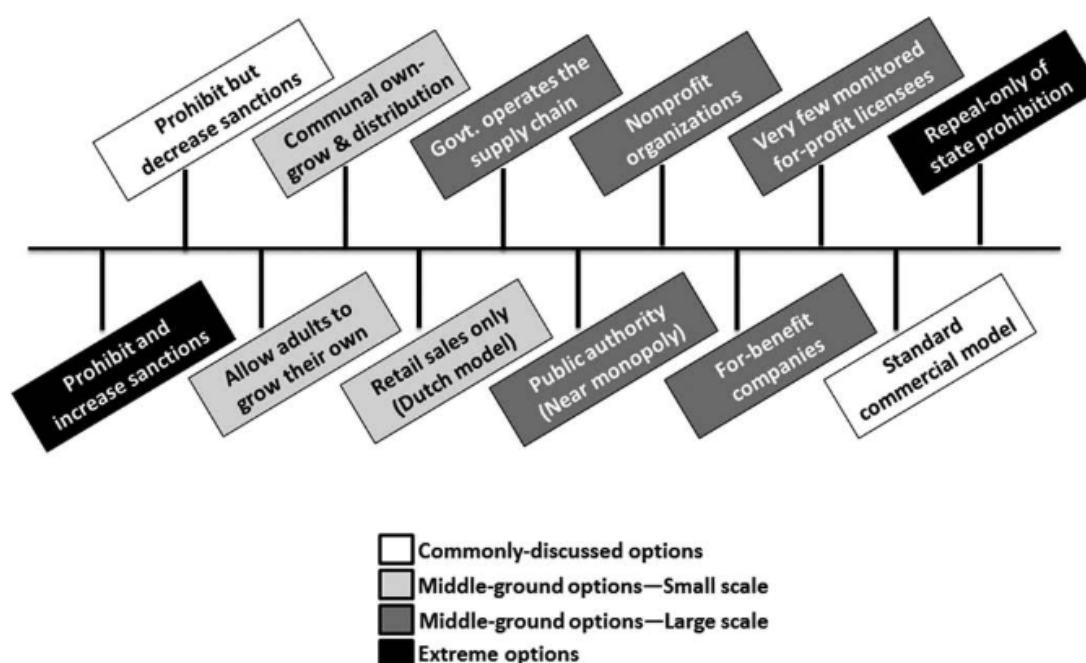 Prohibit but
decrease sanctions
Communal own-
grow & distribution
Govt. operates the
supply chain
Nonprofit
organizations
Very few monitored
for-profit licensees
Repeal-only of
state prohibition
Prohibit and
increase sanctions
Allow adults to
grow their own
Retail sales only
(Dutch model)
Public authority
(Near monopoly)
For-benefit
companies
Standard
commercial model
Commonly-discussed options
Middle-ground options—Small scale
Middle-ground options—Large scale
Extreme options